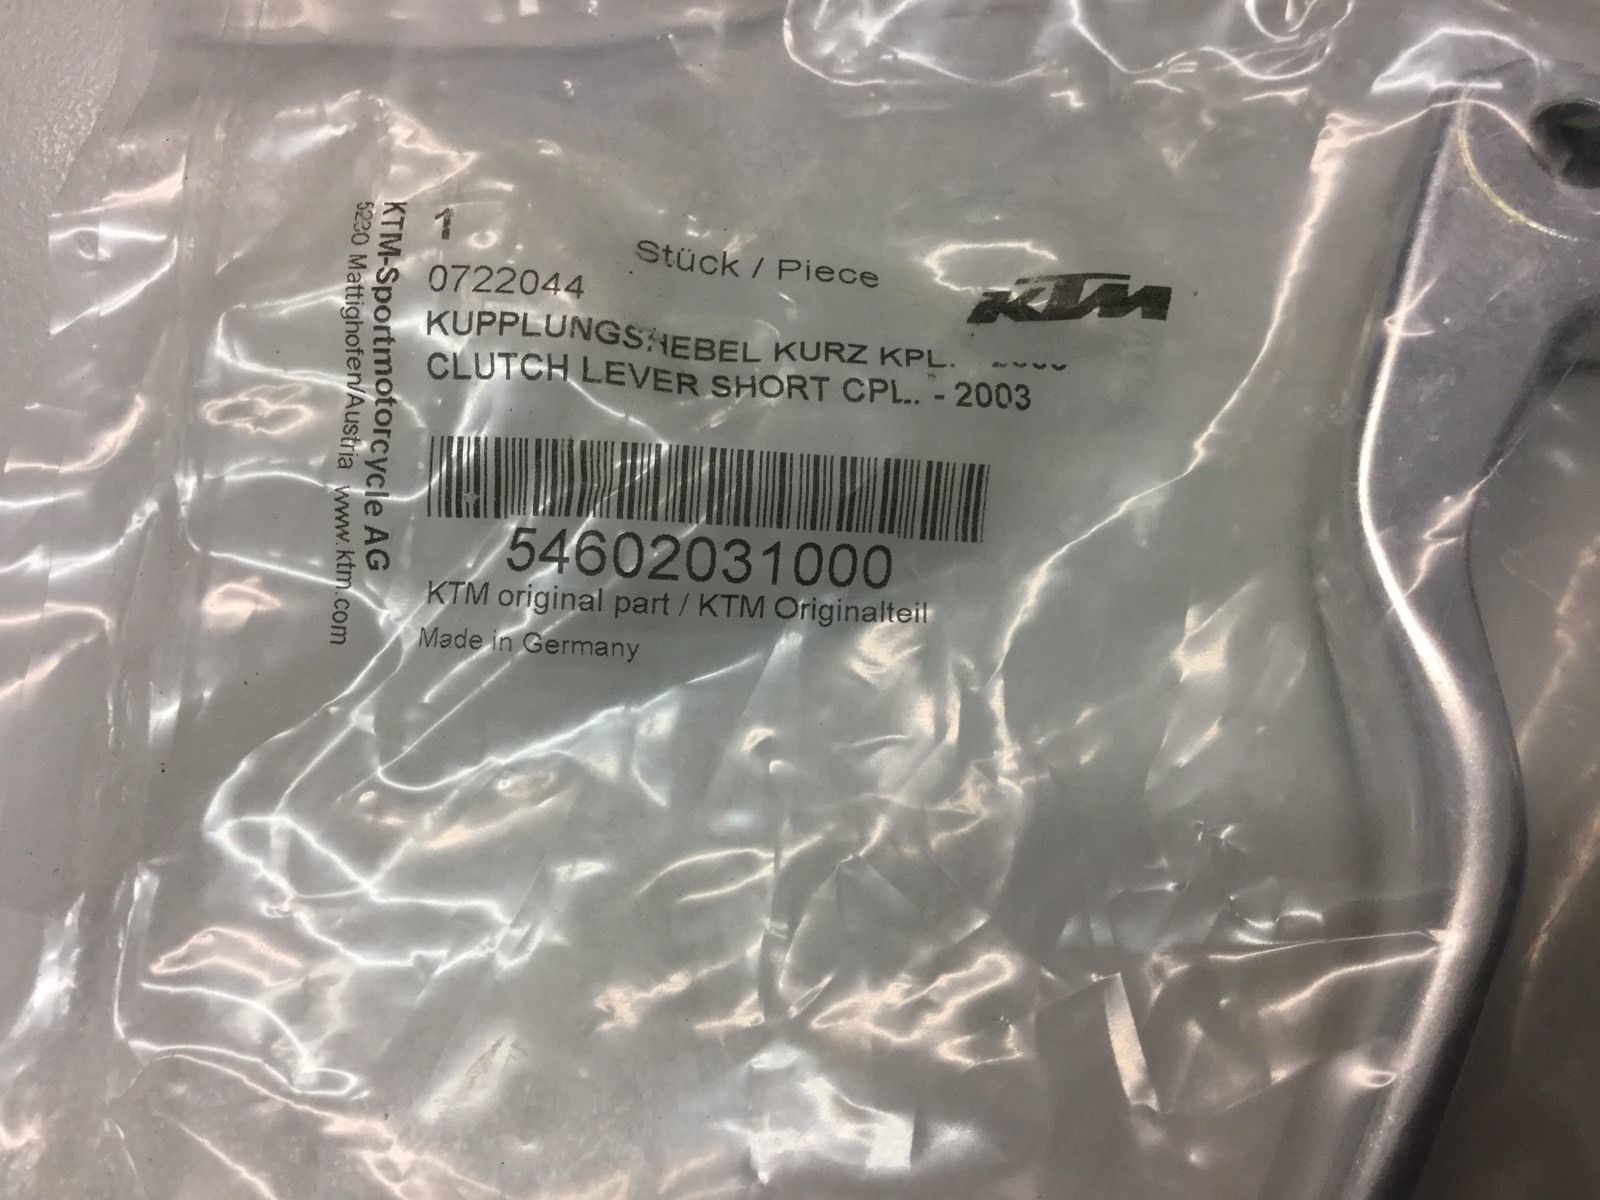 1 Stück / Piece
0722044
KTM
KUPPLUNGSHEBEL KURZ KPL.
CLUTCH LEVER SHORT CPL.. - 2003
54602031000
KTM original part / KTM Originalteil
Made in Germany
KTM-Sportmotorcycle AG
5230 Mattighofen/Austria www.ktm.com